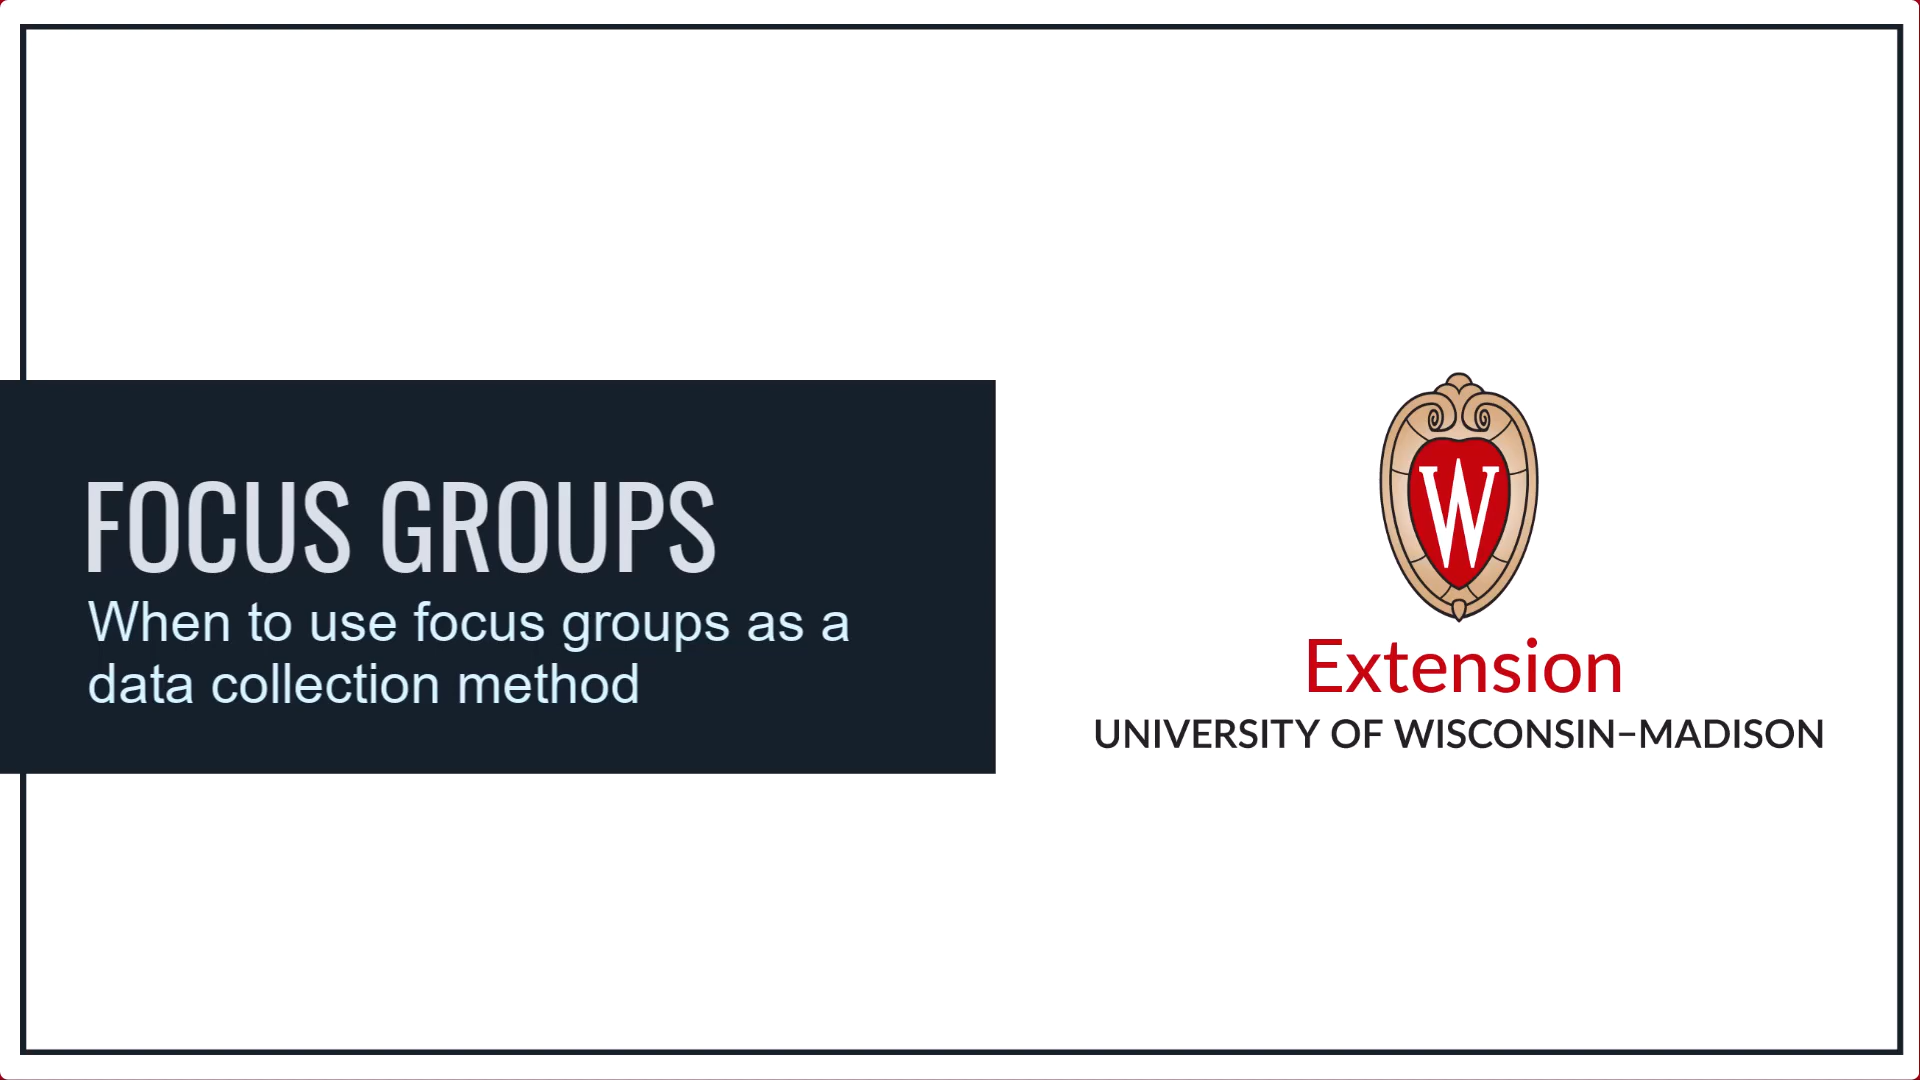 FOCUS GROUPS
When to use focus groups as a
data collection method
W
Extension
UNIVERSITY OF WISCONSIN–MADISON